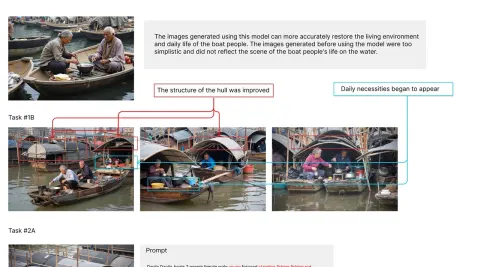 The images generated using this model can more accurately restore the living environment
and daily life of the boat people. The images generated before using the model were too
simplistic and did not reflect the scene of the boat people's life on the water.
The structure of the hull was improved
Daily necessities began to appear
Task #1B
Task #2A
Prompt